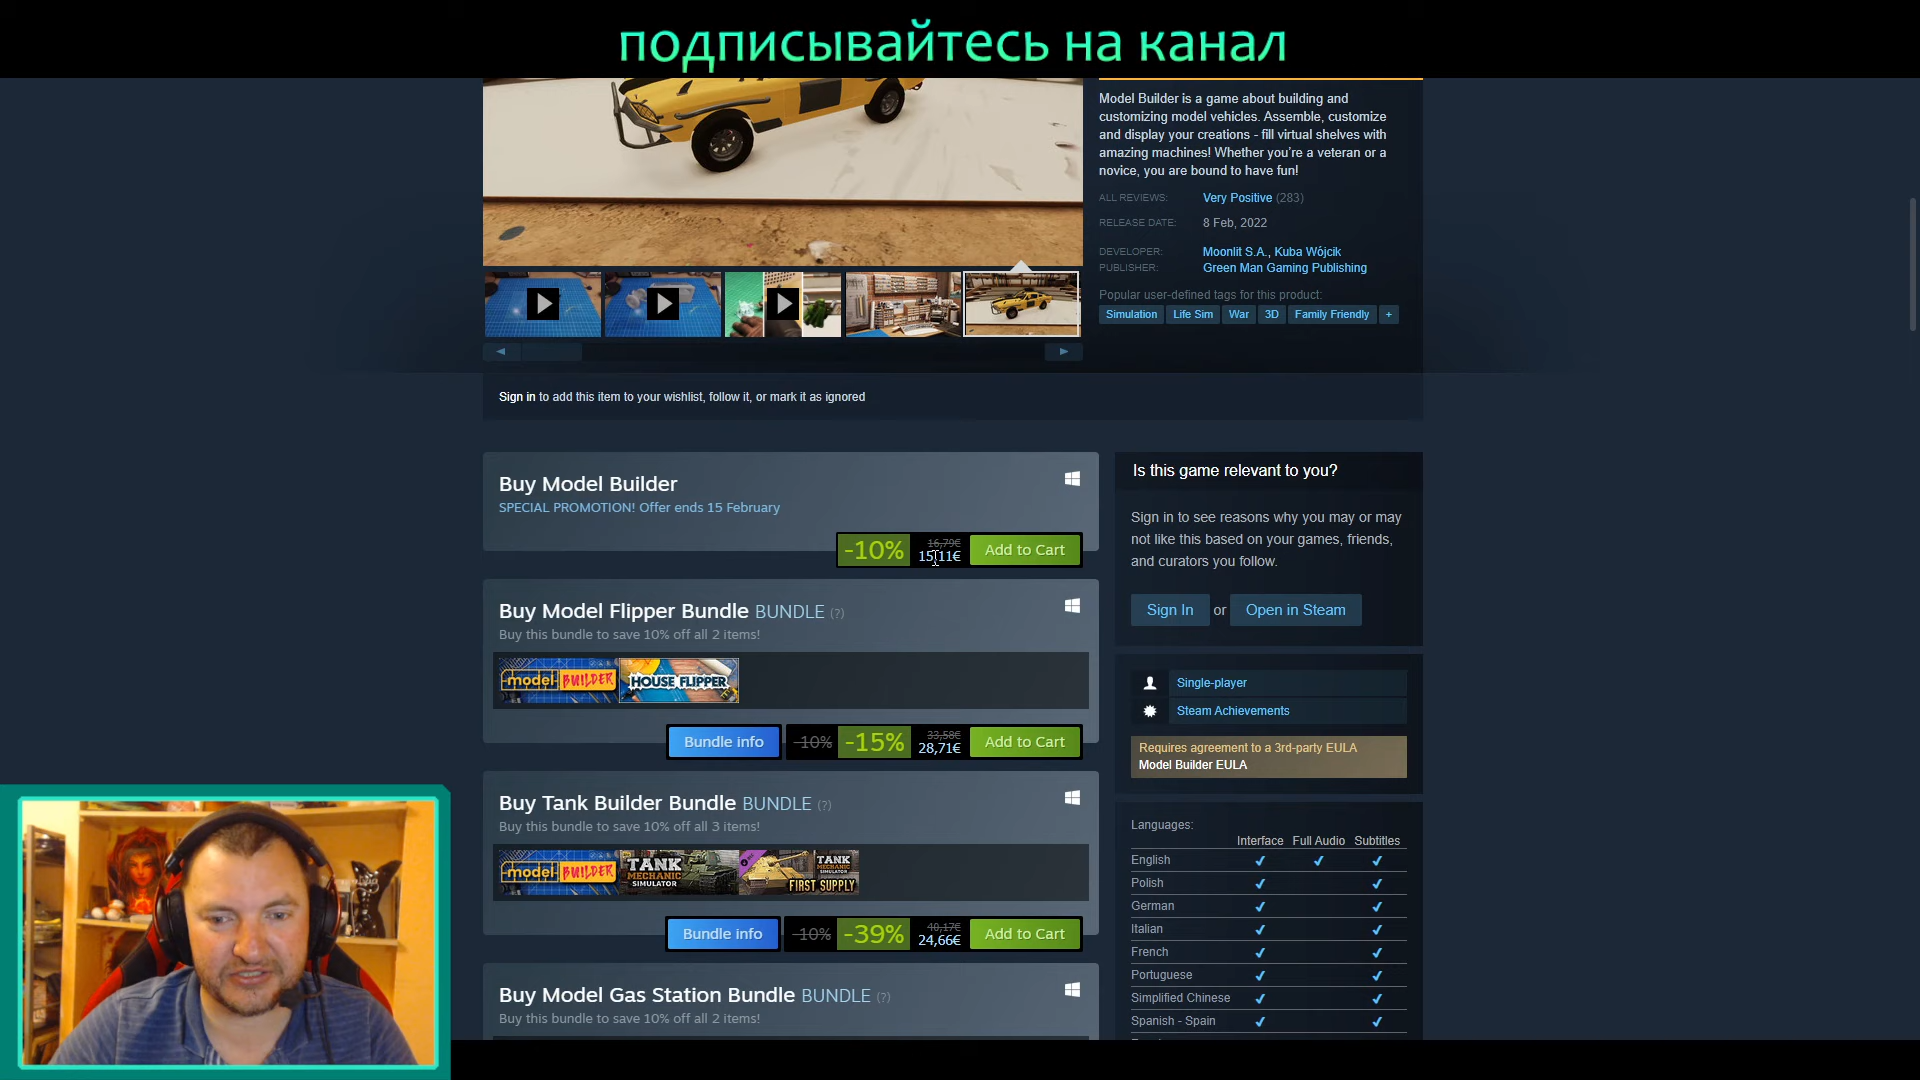 подписывайтесь на канал
Model Builder is a game about building and
customizing model vehicles. Assemble, customize
and display your creations - fill virtual shelves with
amazing machines! Whether you're a veteran or a
novice, you are bound to have fun!
ALL REVIEWS: Very Positive (283)
RELEASE DATE: 8 Feb, 2022
DEVELOPER: Moonlit S.A., Kuba Wójcik
PUBLISHER: Green Man Gaming Publishing
Popular user-defined tags for this product:
Simulation Life Sim War 3D Family Friendly +
Sign in to add this item to your wishlist, follow it, or mark it as ignored
Buy Model Builder
SPECIAL PROMOTION! Offer ends 15 February
-10% 16,79€ 15,11€ Add to Cart
Buy Model Flipper Bundle BUNDLE (?)
Buy this bundle to save 10% off all 2 items!
model BUILDER HOUSE FLIPPER
Bundle info -10% -15% 33,58€ 28,71€ Add to Cart
Buy Tank Builder Bundle BUNDLE (?)
Buy this bundle to save 10% off all 3 items!
model BUILDER TANK MECHANIC SIMULATOR TANK MECHANIC SIMULATOR FIRST SUPPLY
Bundle info -10% -39% 40,17€ 24,66€ Add to Cart
Buy Model Gas Station Bundle BUNDLE (?)
Buy this bundle to save 10% off all 2 items!
Is this game relevant to you?
Sign in to see reasons why you may or may
not like this based on your games, friends,
and curators you follow.
Sign In or Open in Steam
Single-player
Steam Achievements
Requires agreement to a 3rd-party EULA
Model Builder EULA
Languages:
Interface Full Audio Subtitles
English ✔ ✔ ✔
Polish ✔ ✔
German ✔ ✔
Italian ✔ ✔
French ✔ ✔
Portuguese ✔ ✔
Simplified Chinese ✔ ✔
Spanish - Spain ✔ ✔